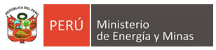 PERÚ
Ministerio
de Energía y Minas